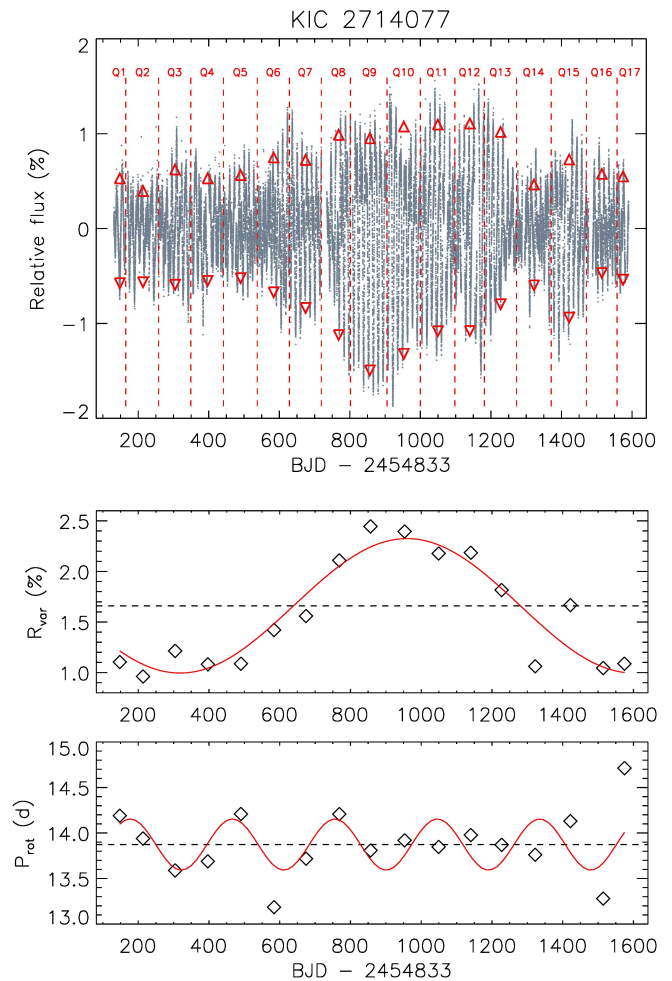 KIC 2714077
2
Q1 Q2 Q3 Q4 Q5 Q6 Q7 Q8 Q9 Q10 Q11 Q12 Q13 Q14 Q15 Q16 Q17
1
0
−1
−2
Relative flux (%)
200 400 600 800 1000 1200 1400 1600
BJD − 2454833
2.5
2.0
1.5
1.0
Rvar (%)
200 400 600 800 1000 1200 1400 1600
15.0
14.5
14.0
13.5
13.0
Prot (d)
200 400 600 800 1000 1200 1400 1600
BJD − 2454833